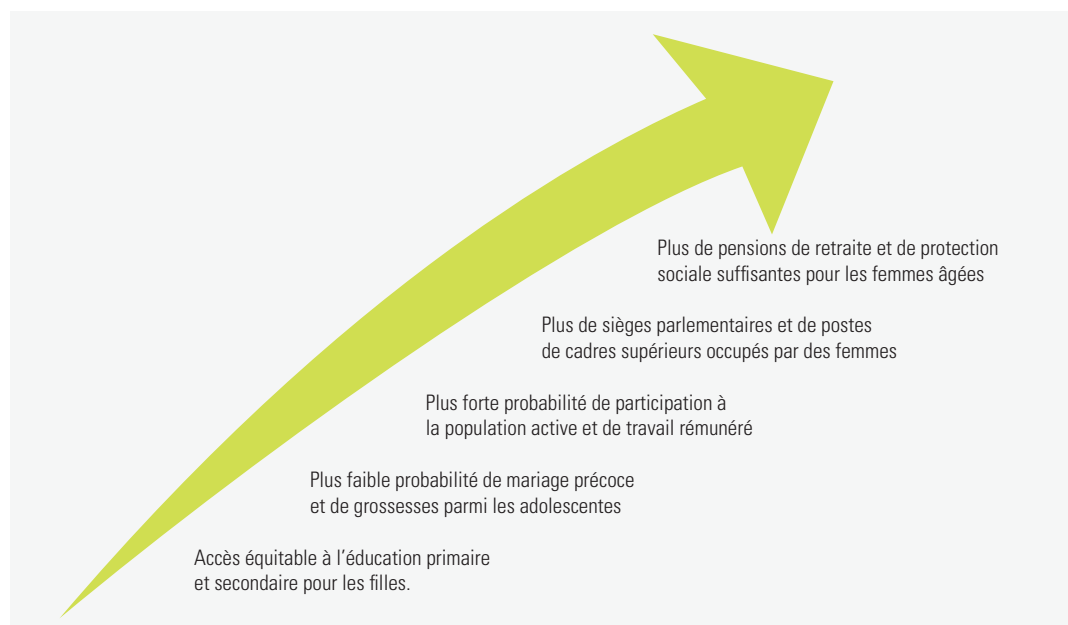 Plus de pensions de retraite et de protection
sociale suffisantes pour les femmes âgées
Plus de sièges parlementaires et de postes
de cadres supérieurs occupés par des femmes
Plus forte probabilité de participation à
la population active et de travail rémunéré
Plus faible probabilité de mariage précoce
et de grossesses parmi les adolescentes
Accès équitable à l’éducation primaire
et secondaire pour les filles.